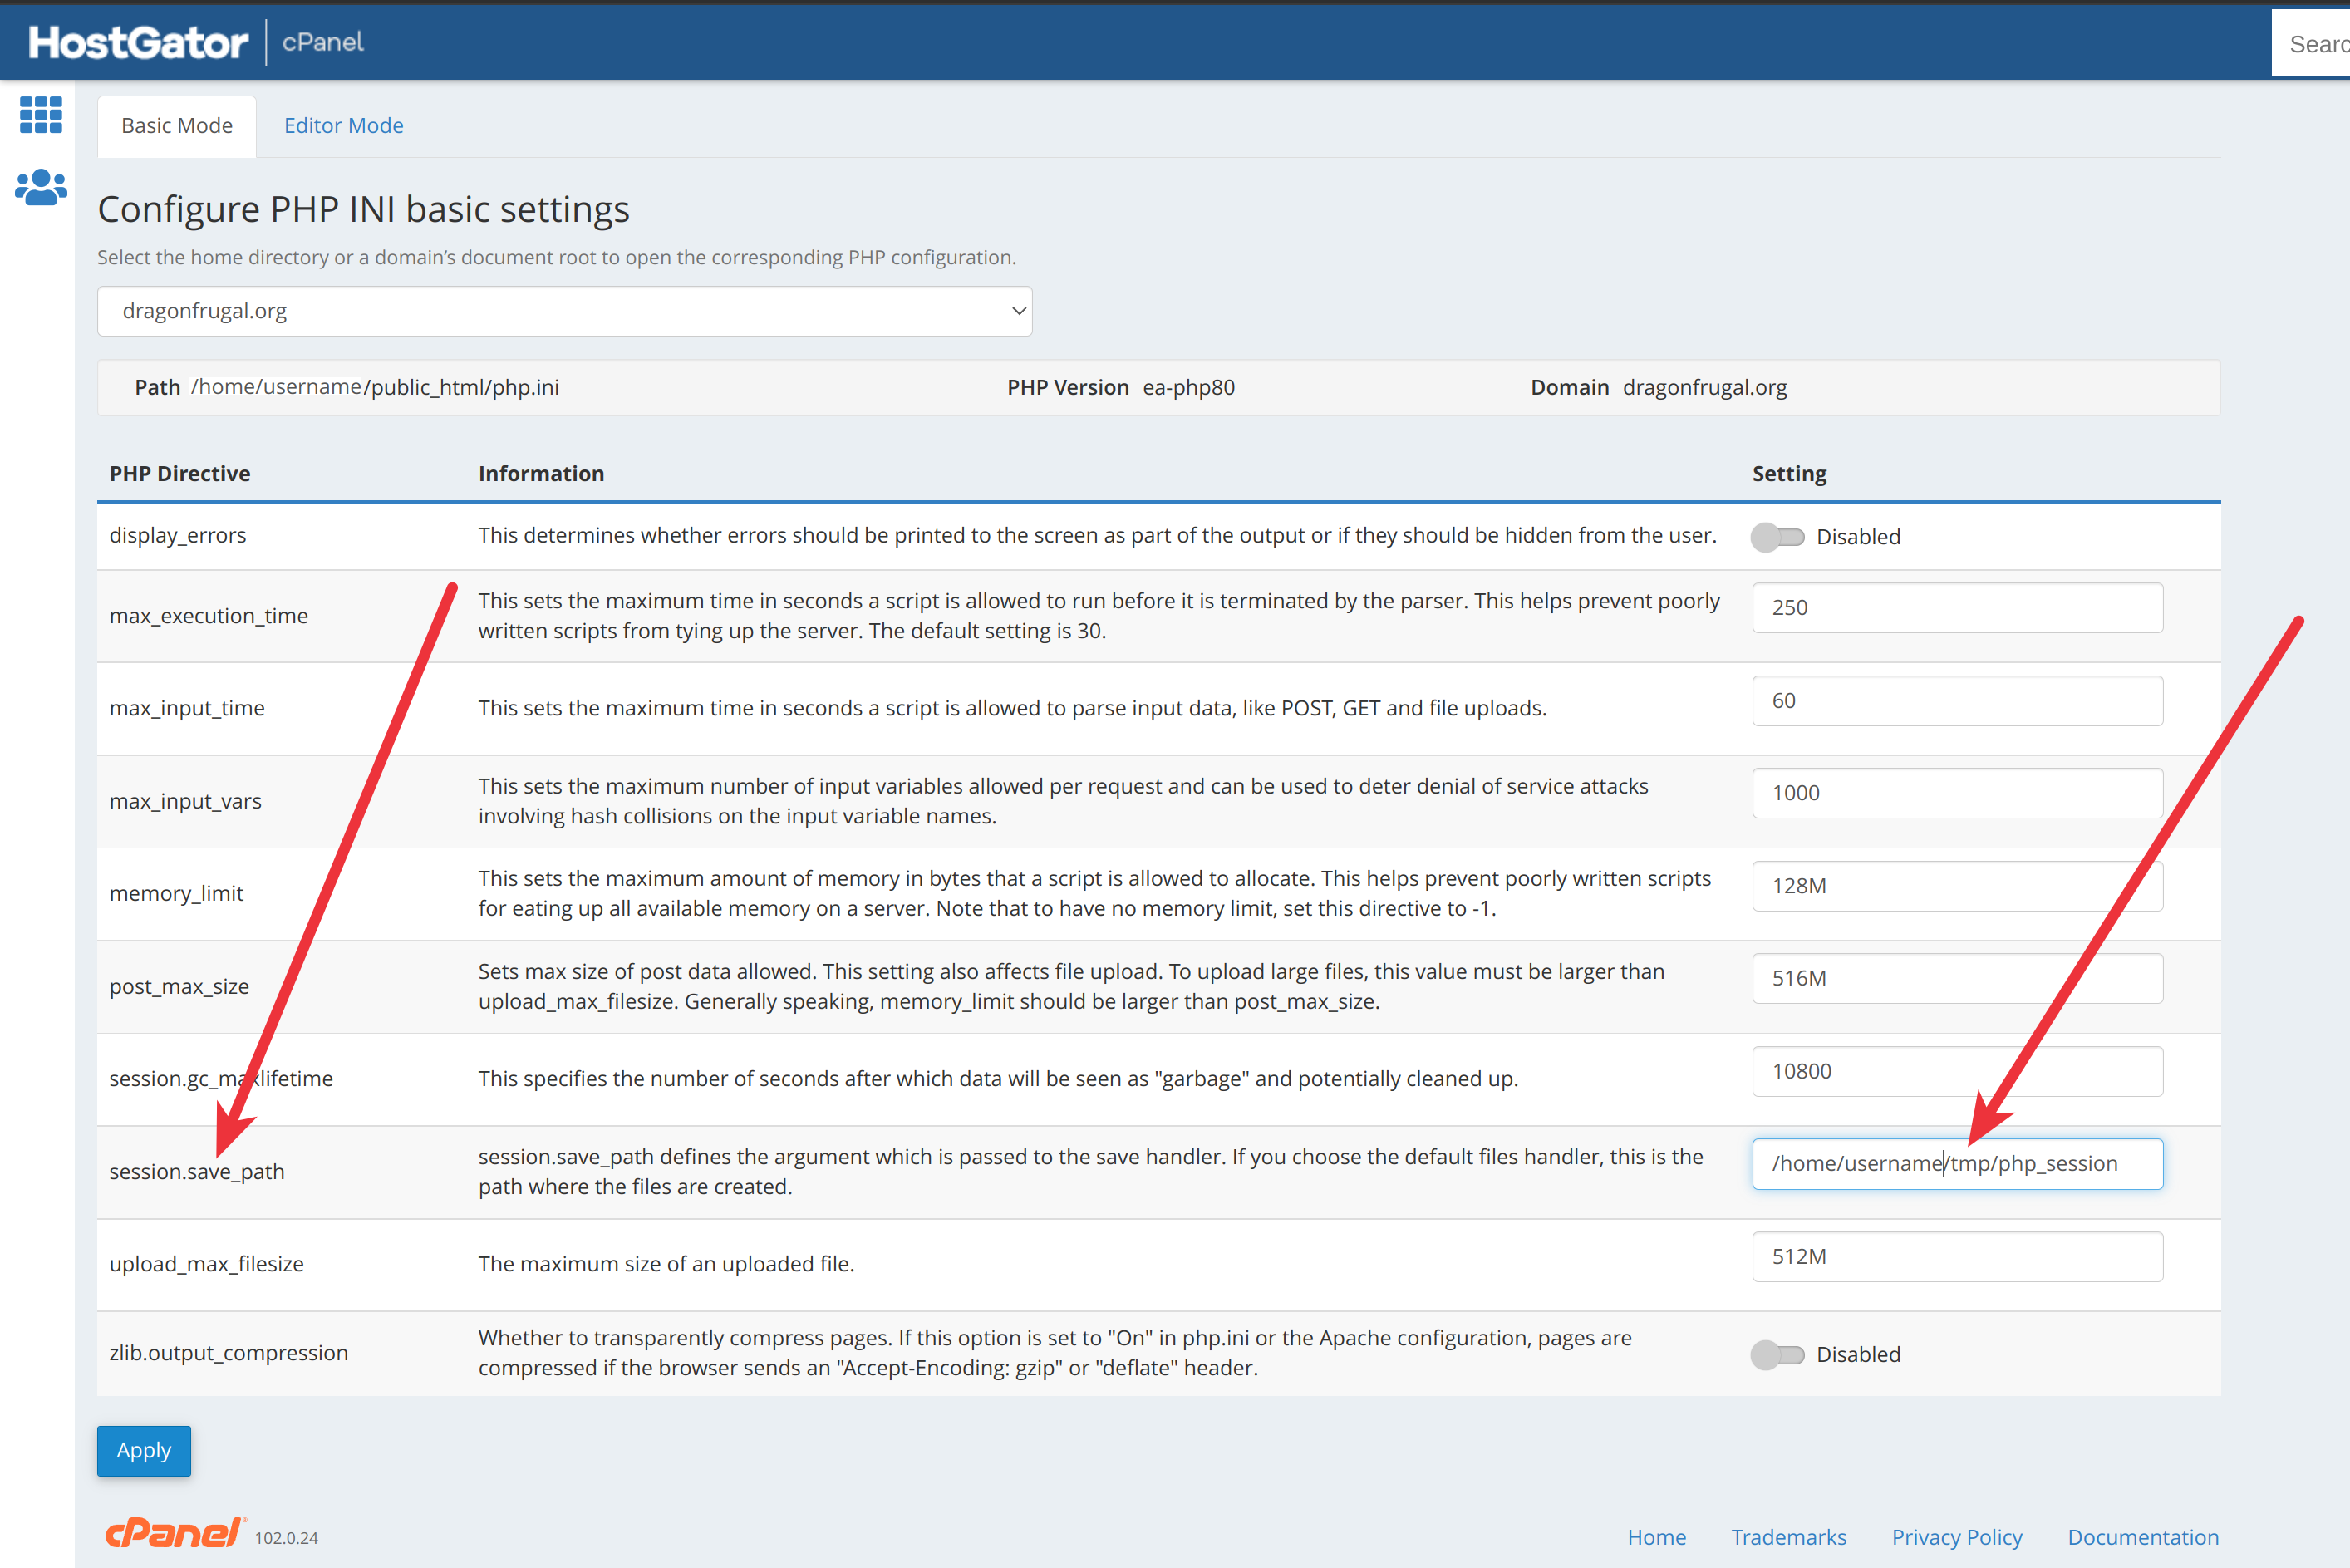 HostGator cPanel
Searc
Basic Mode Editor Mode
Configure PHP INI basic settings
Select the home directory or a domain’s document root to open the corresponding PHP configuration.
dragonfrugal.org
Path /home/username/public_html/php.ini PHP Version ea-php80 Domain dragonfrugal.org
PHP Directive Information Setting
display_errors This determines whether errors should be printed to the screen as part of the output or if they should be hidden from the user. Disabled
max_execution_time This sets the maximum time in seconds a script is allowed to run before it is terminated by the parser. This helps prevent poorly
written scripts from tying up the server. The default setting is 30. 250
max_input_time This sets the maximum time in seconds a script is allowed to parse input data, like POST, GET and file uploads. 60
max_input_vars This sets the maximum number of input variables allowed per request and can be used to deter denial of service attacks
involving hash collisions on the input variable names. 1000
memory_limit This sets the maximum amount of memory in bytes that a script is allowed to allocate. This helps prevent poorly written scripts
for eating up all available memory on a server. Note that to have no memory limit, set this directive to -1. 128M
post_max_size Sets max size of post data allowed. This setting also affects file upload. To upload large files, this value must be larger than
upload_max_filesize. Generally speaking, memory_limit should be larger than post_max_size. 516M
session.gc_maxlifetime This specifies the number of seconds after which data will be seen as "garbage" and potentially cleaned up. 10800
session.save_path session.save_path defines the argument which is passed to the save handler. If you choose the default files handler, this is the
path where the files are created. /home/username/tmp/php_session
upload_max_filesize The maximum size of an uploaded file. 512M
zlib.output_compression Whether to transparently compress pages. If this option is set to "On" in php.ini or the Apache configuration, pages are
compressed if the browser sends an "Accept-Encoding: gzip" or "deflate" header. Disabled
Apply
cPanel 102.0.24 Home Trademarks Privacy Policy Documentation